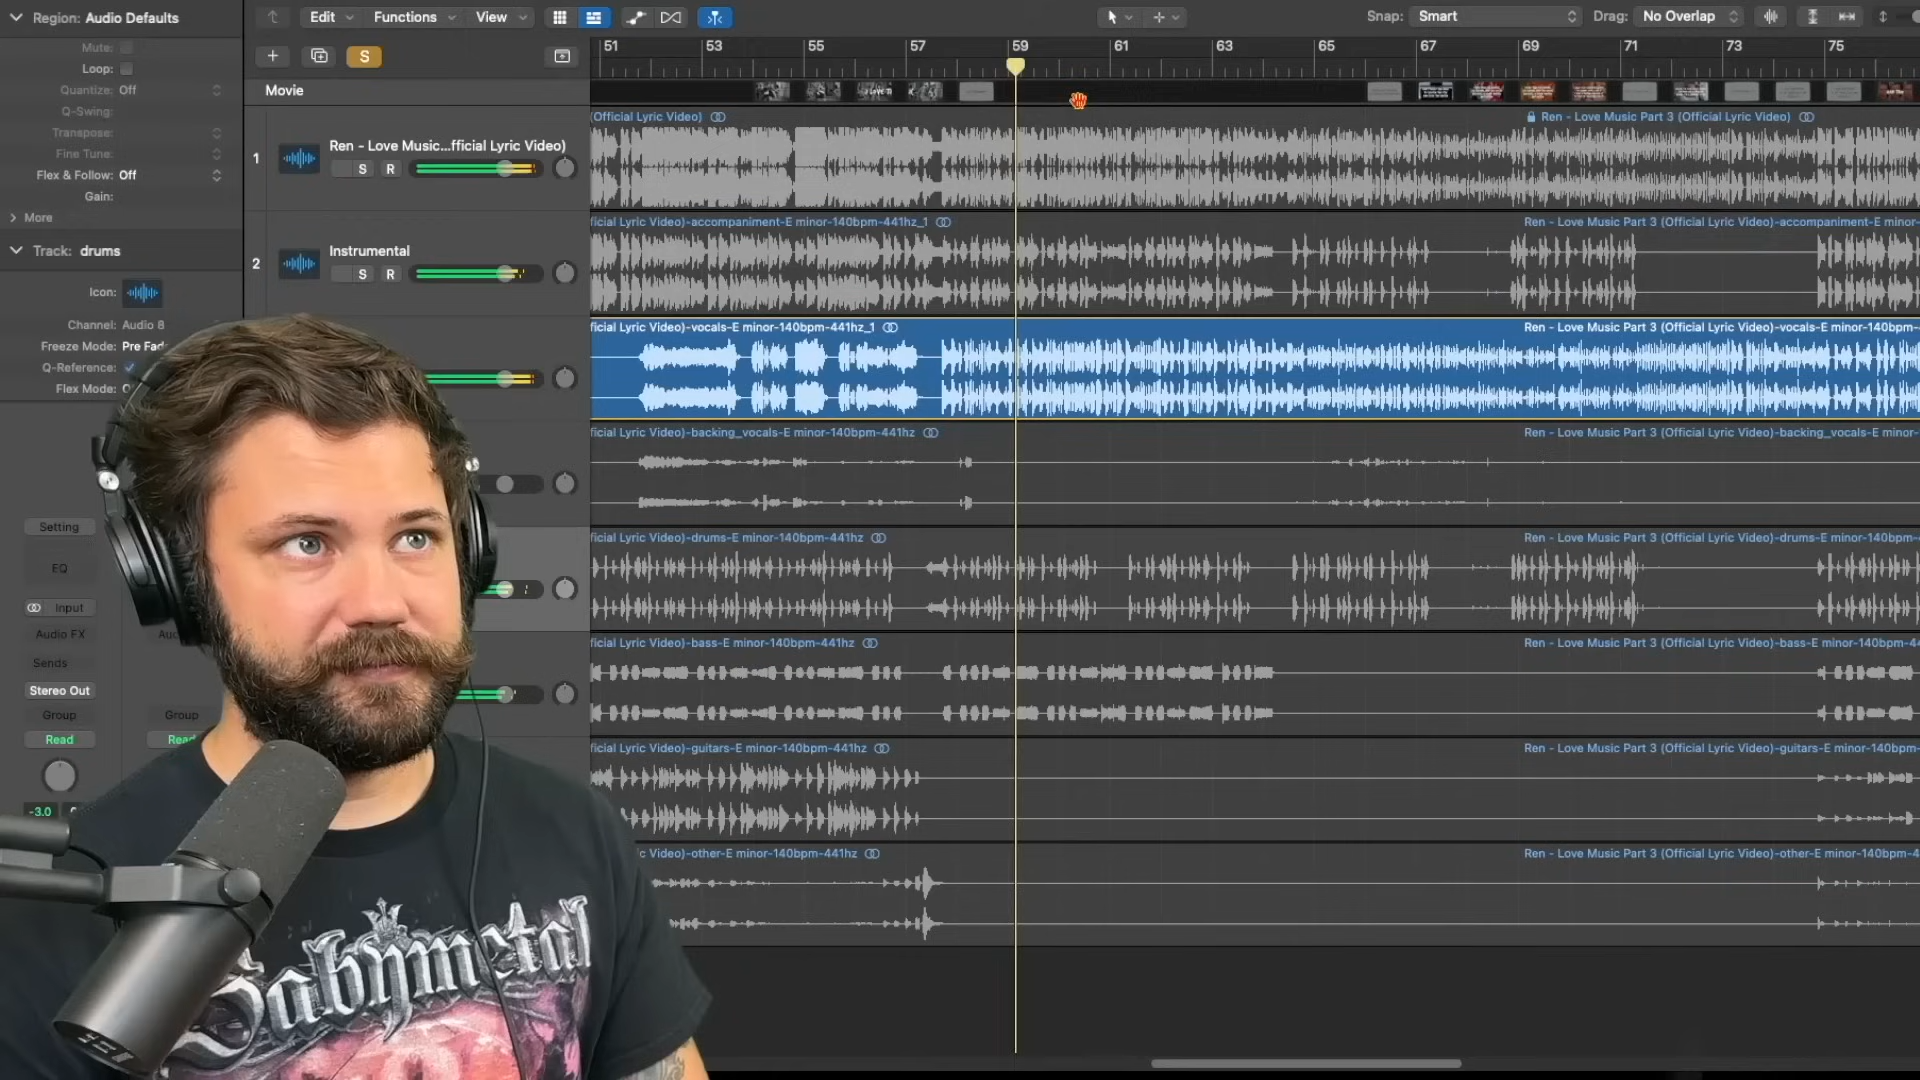 Region: Audio Defaults
Mute:
Loop:
Quantize: Off
Q-Swing:
Transpose:
Fine Tune:
Flex & Follow: Off
Gain:
More
Track: drums
Icon:
Channel: Audio 8
Freeze Mode: Pre Fad
Q-Reference:
Flex Mode:
Setting
EQ
Input
Audio FX
Sends
Stereo Out
Group
Group
Read
Read
-3.0
Edit Functions View
Snap: Smart
Drag: No Overlap
S
51 53 55 57 59 61 63 65 67 69 71 73 75
Movie
1
Ren - Love Music...fficial Lyric Video)
S R
(Official Lyric Video)
Ren - Love Music Part 3 (Official Lyric Video)
2
Instrumental
S R
ficial Lyric Video)-accompaniment-E minor-140bpm-441hz_1
Ren - Love Music Part 3 (Official Lyric Video)-accompaniment-E minor-
ficial Lyric Video)-vocals-E minor-140bpm-441hz_1
Ren - Love Music Part 3 (Official Lyric Video)-vocals-E minor-140bpm-
ficial Lyric Video)-backing_vocals-E minor-140bpm-441hz
Ren - Love Music Part 3 (Official Lyric Video)-backing_vocals-E minor-
ficial Lyric Video)-drums-E minor-140bpm-441hz
Ren - Love Music Part 3 (Official Lyric Video)-drums-E minor-140bpm-
ficial Lyric Video)-bass-E minor-140bpm-441hz
Ren - Love Music Part 3 (Official Lyric Video)-bass-E minor-140bpm-44
ficial Lyric Video)-guitars-E minor-140bpm-441hz
Ren - Love Music Part 3 (Official Lyric Video)-guitars-E minor-140bpm
c Video)-other-E minor-140bpm-441hz
Ren - Love Music Part 3 (Official Lyric Video)-other-E minor-140bpm-4
Babymetal